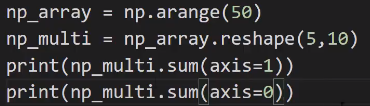 np_array = np.arange(50)
np_multi = np_array.reshape(5,10)
print(np_multi.sum(axis=1))
print(np_multi.sum(axis=0))